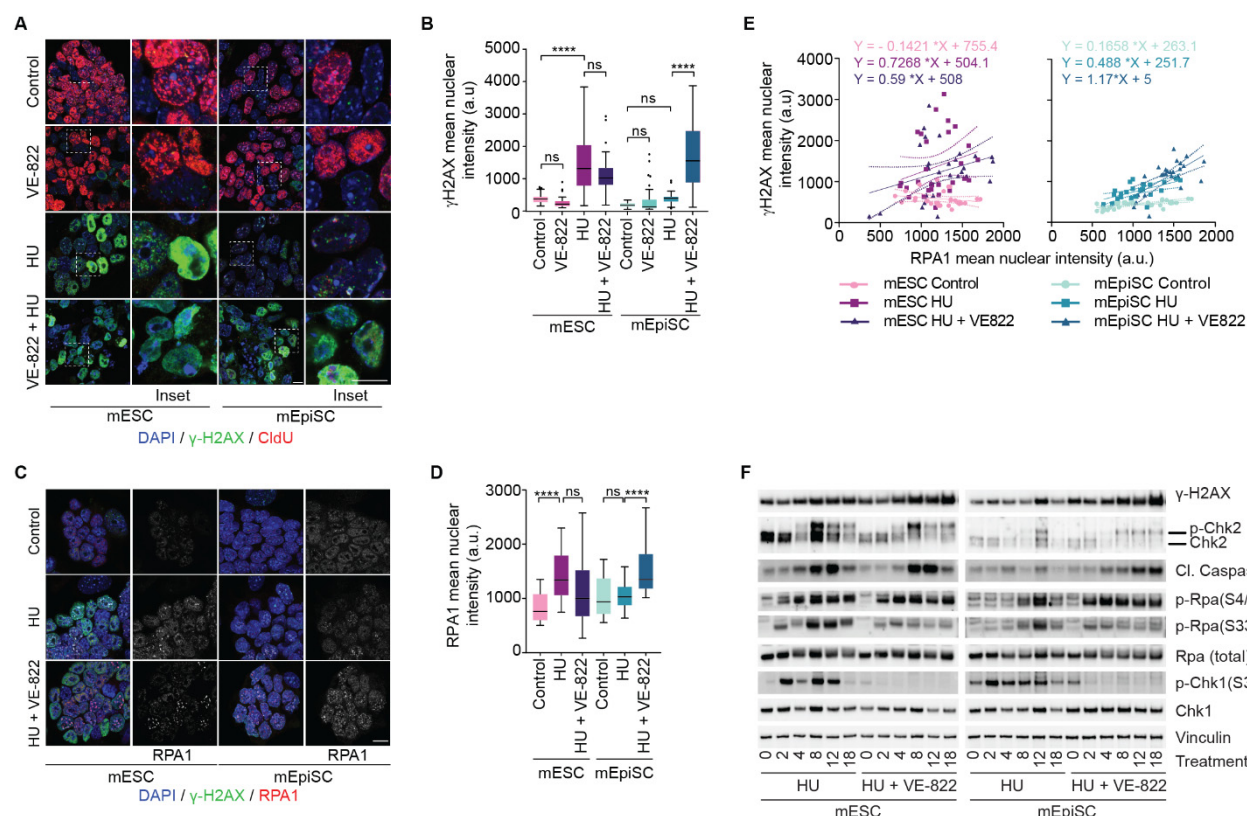 A
Control
VE-822
HU
VE-822 + HU
Inset
Inset
mESC
mEpiSC
DAPI / γ-H2AX / CldU
B
γH2AX mean nuclear
intensity (a.u)
5000
4000
3000
2000
1000
0
****
ns
ns
ns
ns
****
Control
VE-822
HU
HU + VE-822
Control
VE-822
HU
HU + VE-822
mESC
mEpiSC
C
Control
HU
HU + VE-822
RPA1
RPA1
mESC
mEpiSC
DAPI / γ-H2AX / RPA1
D
RPA1 mean nuclear
intensity (a.u.)
3000
2000
1000
0
****
ns
ns
****
Control
HU
HU + VE-822
Control
HU
HU + VE-822
mESC
mEpiSC
E
Y = - 0.1421 *X + 755.4
Y = 0.7268 *X + 504.1
Y = 0.59 *X + 508
Y = 0.1658 *X + 263.1
Y = 0.488 *X + 251.7
Y = 1.17*X + 5
γH2AX mean nuclear
intensity (a.u.)
4000
3000
2000
1000
0
0 500 1000 1500 2000
0 500 1000 1500 2000
RPA1 mean nuclear intensity (a.u.)
mESC Control
mESC HU
mESC HU + VE822
mEpiSC Control
mEpiSC HU
mEpiSC HU + VE822
F
γ-H2AX
p-Chk2
Chk2
Cl. Caspas
p-Rpa(S4/
p-Rpa(S33
Rpa (total)
p-Chk1(S3
Chk1
Vinculin
0 2 4 8 12 18 0 2 4 8 12 18 0 2 4 8 12 18 0 2 4 8 12 18
Treatment
HU
HU + VE-822
HU
HU + VE-822
mESC
mEpiSC